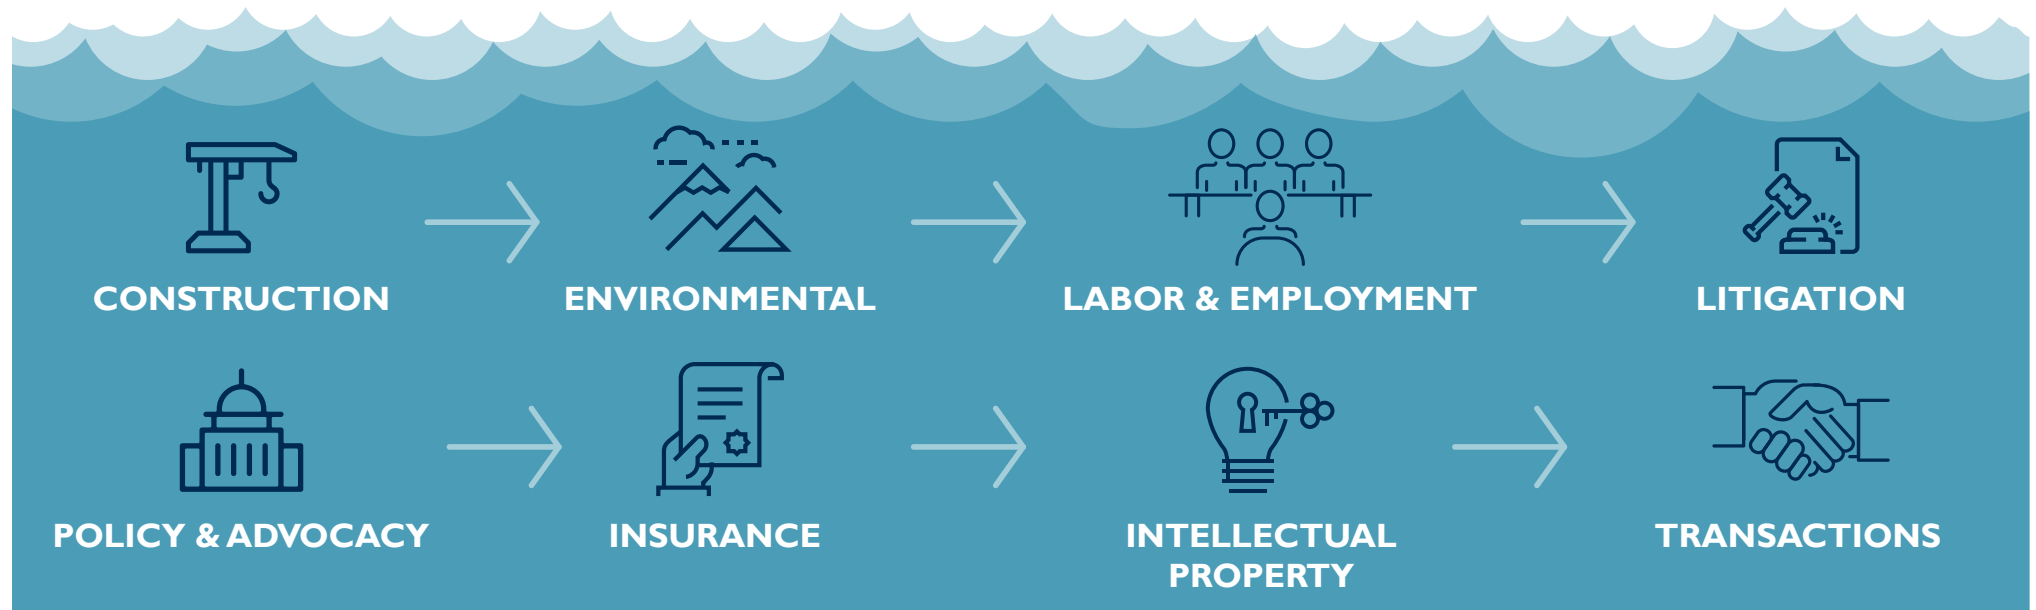 CONSTRUCTION
ENVIRONMENTAL
LABOR & EMPLOYMENT
LITIGATION
POLICY & ADVOCACY
INSURANCE
INTELLECTUAL
PROPERTY
TRANSACTIONS